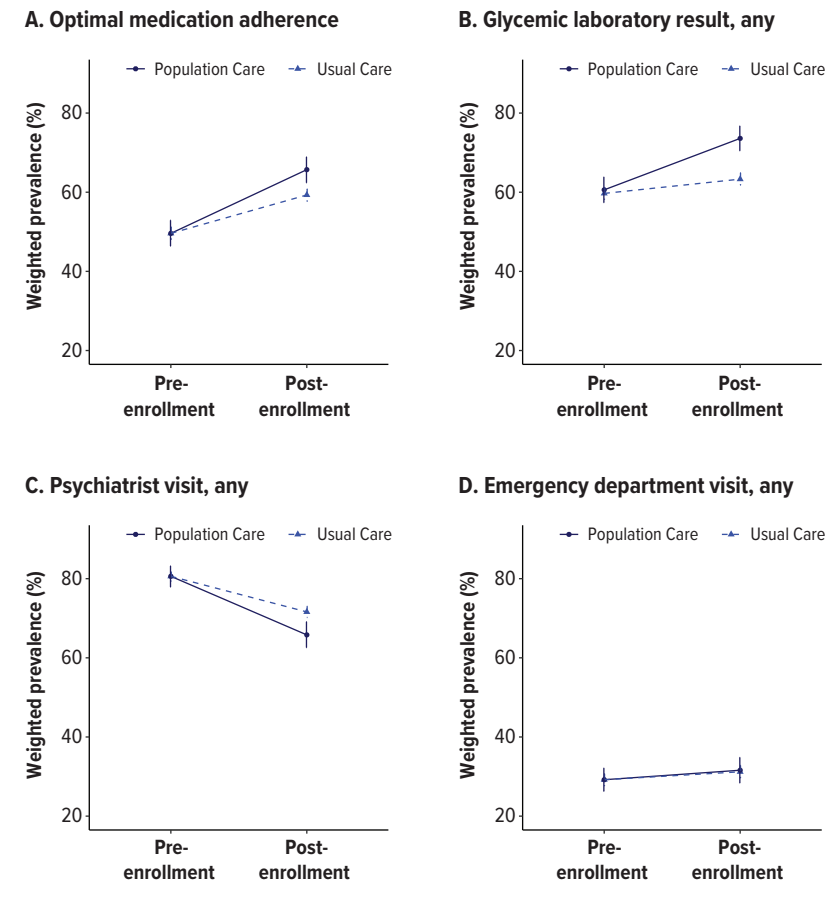 A. Optimal medication adherence
Population Care
Usual Care
Weighted prevalence (%)
80
60
40
20
Pre-
enrollment
Post-
enrollment
B. Glycemic laboratory result, any
Population Care
Usual Care
Weighted prevalence (%)
80
60
40
20
Pre-
enrollment
Post-
enrollment
C. Psychiatrist visit, any
Population Care
Usual Care
Weighted prevalence (%)
80
60
40
20
Pre-
enrollment
Post-
enrollment
D. Emergency department visit, any
Population Care
Usual Care
Weighted prevalence (%)
80
60
40
20
Pre-
enrollment
Post-
enrollment